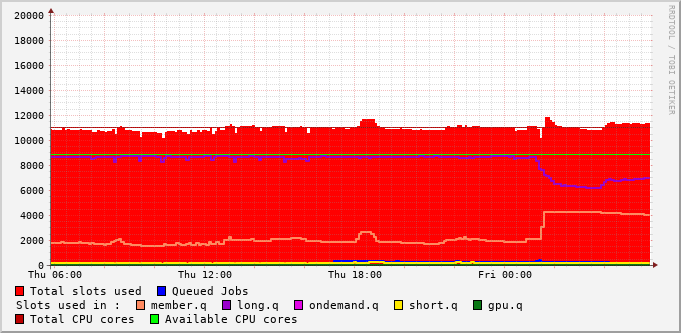 20000
18000
16000
14000
12000
10000
8000
6000
4000
2000
0
Thu 06:00 Thu 12:00 Thu 18:00 Fri 00:00
Total slots used Queued Jobs
Slots used in : member.q long.q ondemand.q short.q gpu.q
Total CPU cores Available CPU cores
RRDTOOL / TOBI OETIKER